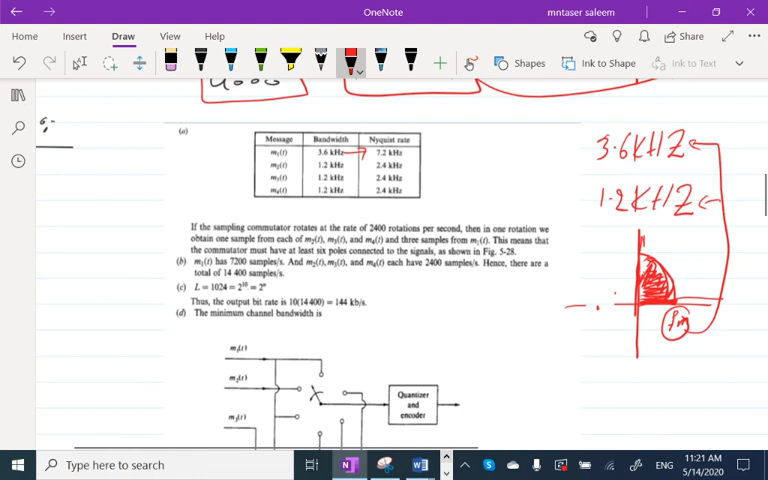 OneNote
mntaser saleem
Home Insert Draw View Help
Share
Shapes Ink to Shape Ink to Text
4000
(a)
Message Bandwidth Nyquist rate
m₁(t) 3.6 kHz 7.2 kHz
m₂(t) 1.2 kHz 2.4 kHz
m₃(t) 1.2 kHz 2.4 kHz
m₄(t) 1.2 kHz 2.4 kHz
3.6KHZ
1.2KHZ
fm
If the sampling commutator rotates at the rate of 2400 rotations per second, then in one rotation we
obtain one sample from each of m₂(t), m₃(t), and m₄(t) and three samples from m₁(t). This means that
the commutator must have at least six poles connected to the signals, as shown in Fig. 5-28.
(b) m₁(t) has 7200 samples/s. And m₂(t), m₃(t), and m₄(t) each have 2400 samples/s. Hence, there are a
total of 14 400 samples/s.
(c) L = 1024 = 2¹⁰ = 2ⁿ
Thus, the output bit rate is 10(14 400) = 144 kb/s.
(d) The minimum channel bandwidth is
m₁(t)
m₂(t)
m₃(t)
Quantizer
and
encoder
Type here to search
ENG
11:21 AM
5/14/2020